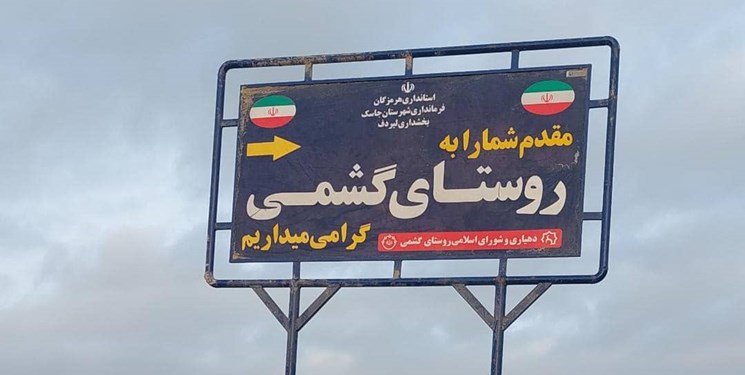 استانداری هرمزگان
فرمانداری شهرستان جاسک
بخشداری لیردف
مقدم شما را به
روستای گشمی
گرامی میداریم
دهیاری و شورای اسلامی روستای گشمی